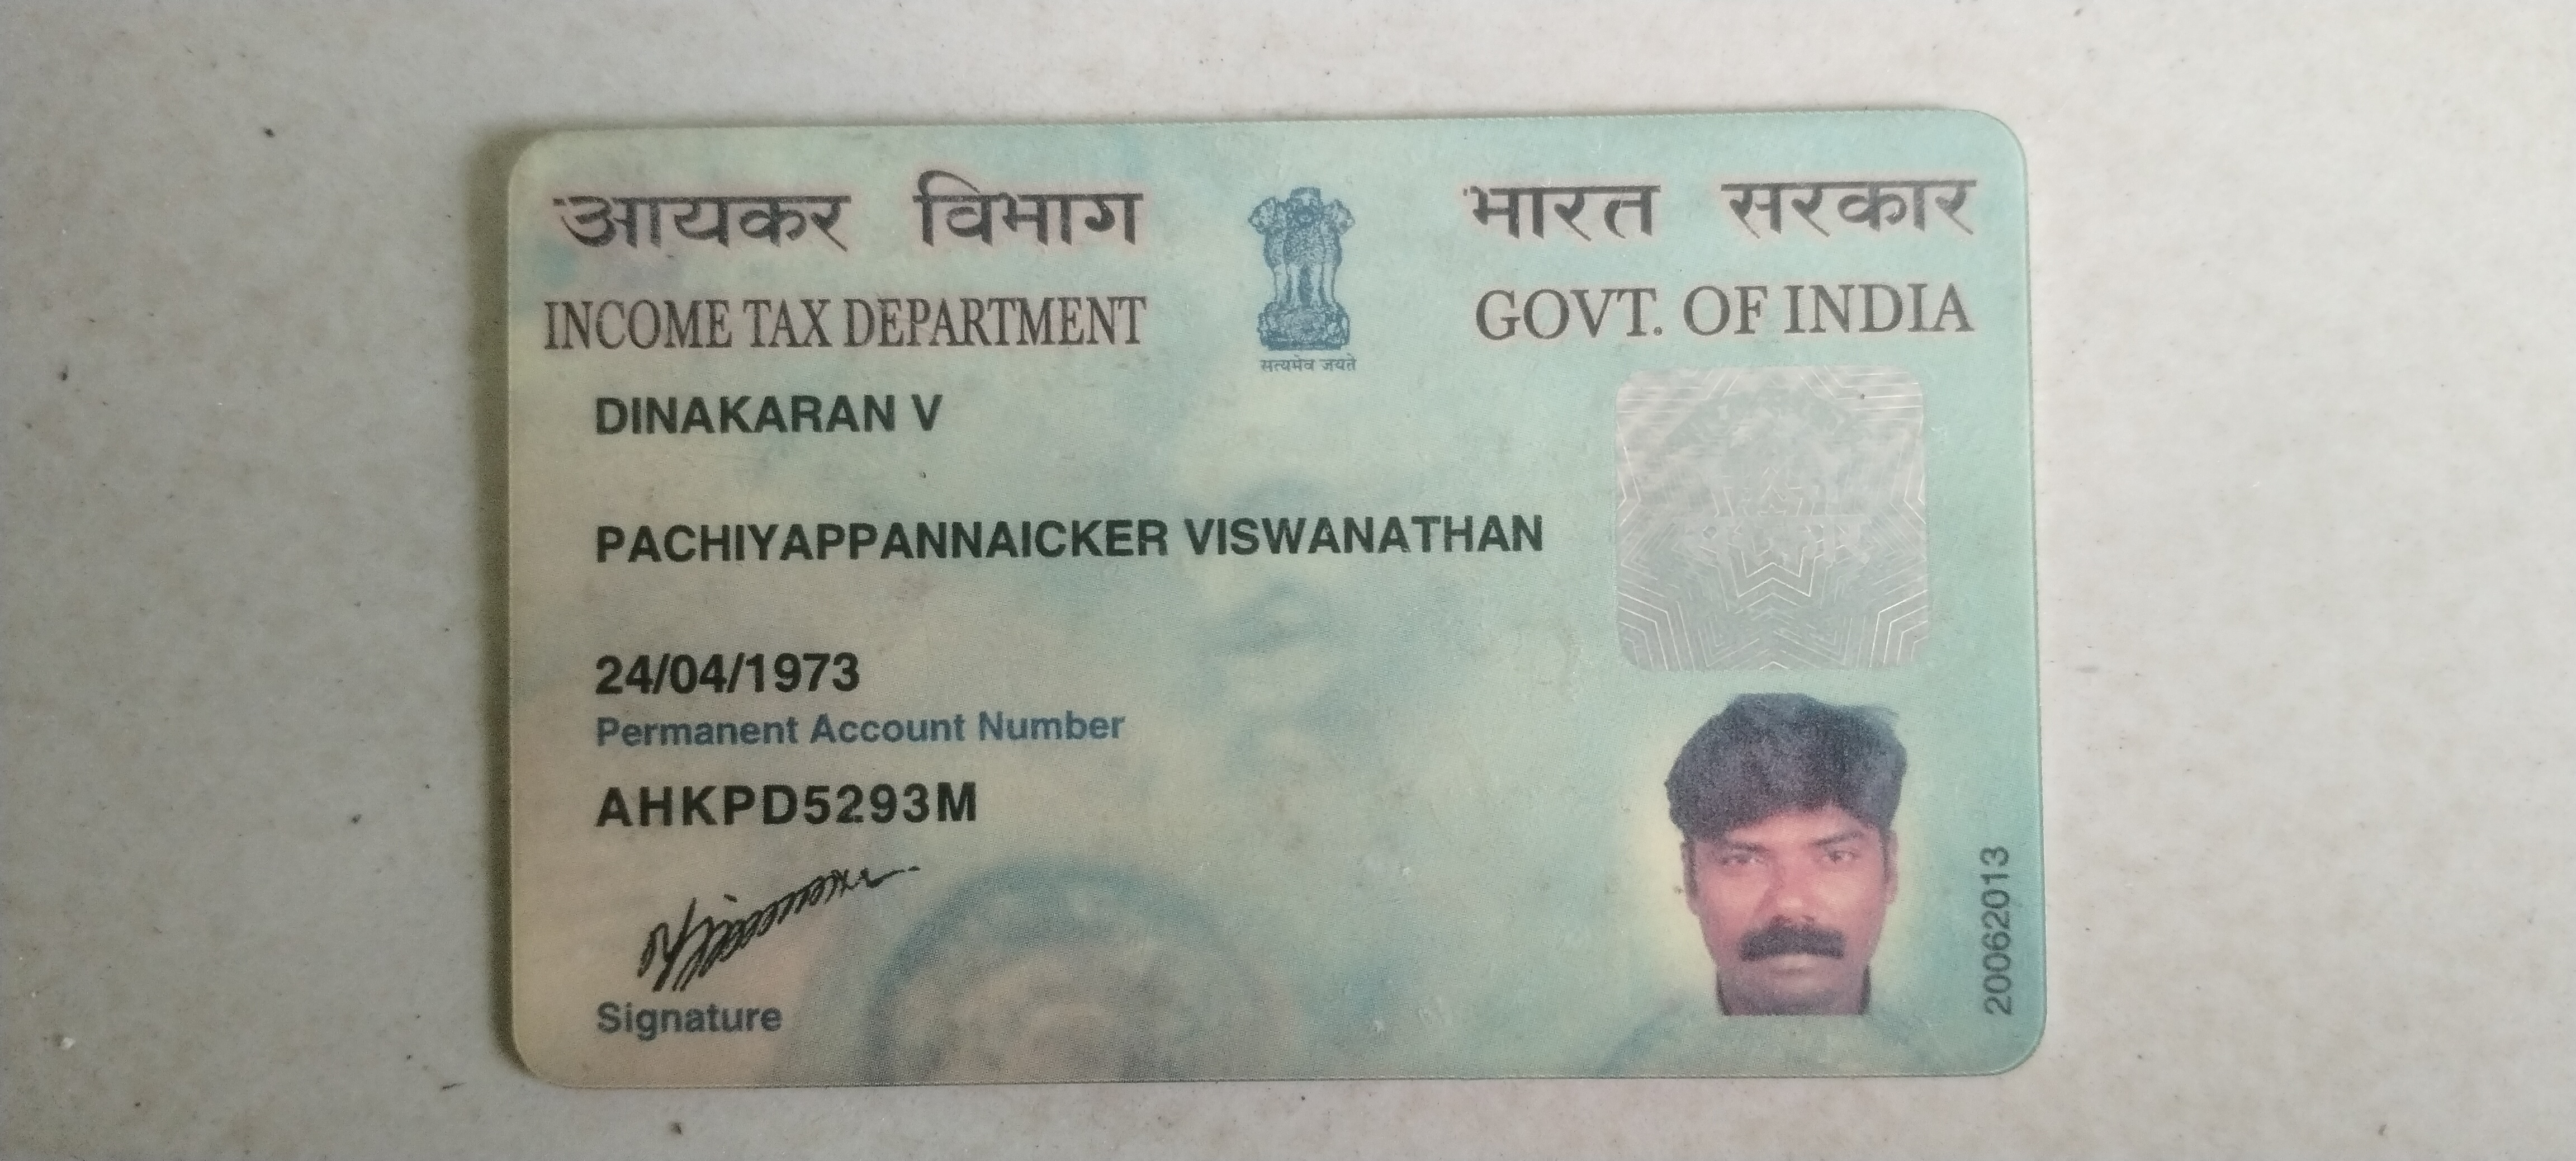 आयकर विभाग
INCOME TAX DEPARTMENT
सत्यमेव जयते
भारत सरकार
GOVT. OF INDIA
DINAKARAN V
PACHIYAPPANNAICKER VISWANATHAN
24/04/1973
Permanent Account Number
AHKPD5293M
Signature
20062013